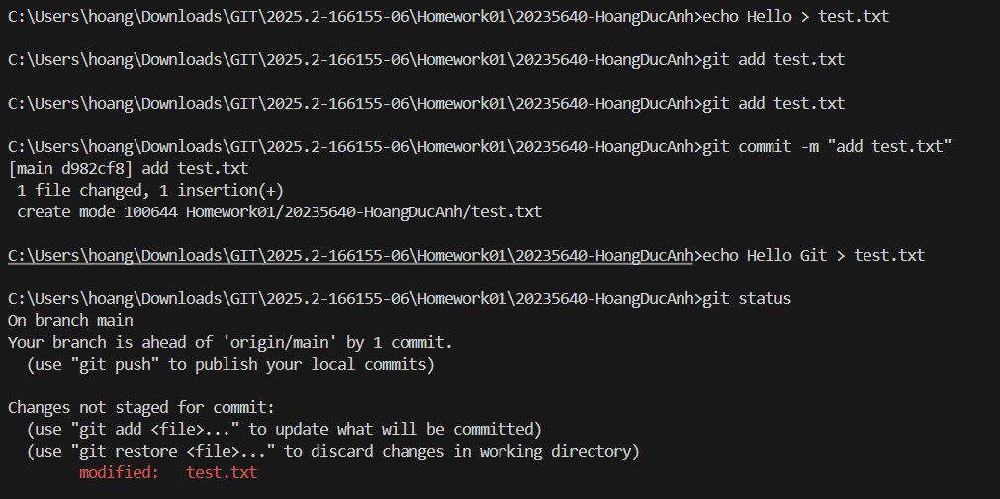 C:\Users\hoang\Downloads\GIT\2025.2-166155-06\Homework01\20235640-HoangDucAnh>echo Hello > test.txt
C:\Users\hoang\Downloads\GIT\2025.2-166155-06\Homework01\20235640-HoangDucAnh>git add test.txt
C:\Users\hoang\Downloads\GIT\2025.2-166155-06\Homework01\20235640-HoangDucAnh>git add test.txt
C:\Users\hoang\Downloads\GIT\2025.2-166155-06\Homework01\20235640-HoangDucAnh>git commit -m "add test.txt"
[main d982cf8] add test.txt
 1 file changed, 1 insertion(+)
 create mode 100644 Homework01/20235640-HoangDucAnh/test.txt
C:\Users\hoang\Downloads\GIT\2025.2-166155-06\Homework01\20235640-HoangDucAnh>echo Hello Git > test.txt
C:\Users\hoang\Downloads\GIT\2025.2-166155-06\Homework01\20235640-HoangDucAnh>git status
On branch main
Your branch is ahead of 'origin/main' by 1 commit.
  (use "git push" to publish your local commits)
Changes not staged for commit:
  (use "git add <file>..." to update what will be committed)
  (use "git restore <file>..." to discard changes in working directory)
        modified:   test.txt